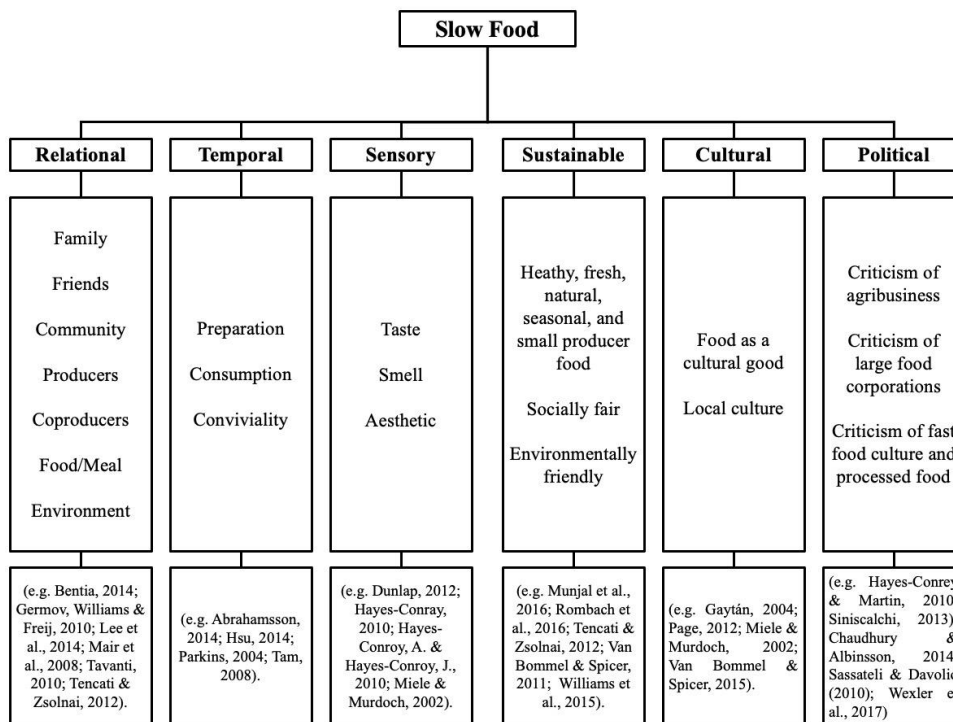 Slow Food
Relational
Temporal
Sensory
Sustainable
Cultural
Political
Family
Friends
Community
Producers
Coproducers
Food/Meal
Environment
Preparation
Consumption
Conviviality
Taste
Smell
Aesthetic
Heathy, fresh,
natural,
seasonal, and
small producer
food
Socially fair
Environmentally
friendly
Food as a
cultural good
Local culture
Criticism of
agribusiness
Criticism of
large food
corporations
Criticism of fast
food culture and
processed food
(e.g. Bentia, 2014;
Germov, Williams &
Freij, 2010; Lee et
al., 2014; Mair et
al., 2008; Tavanti,
2010; Tencati &
Zsolnai, 2012).
(e.g. Abrahamsson,
2014; Hsu, 2014;
Parkins, 2004; Tam,
2008).
(e.g. Dunlap, 2012;
Hayes-Conray,
2010; Hayes-
Conroy, A. &
Hayes-Conroy, J.,
2010; Miele &
Murdoch, 2002).
(e.g. Munjal et al.,
2016; Rombach et
al., 2016; Tencati &
Zsolnai, 2012; Van
Bommel & Spicer,
2011; Williams et
al., 2015).
(e.g. Gaytán, 2004;
Page, 2012; Miele &
Murdoch, 2002;
Van Bommel &
Spicer, 2015).
(e.g. Hayes-Conrey
& Martin, 2010
Siniscalchi, 2013)
Chaudhury &
Albinsson, 2014
Sassateli & Davolio
(2010); Wexler e
al., 2017)